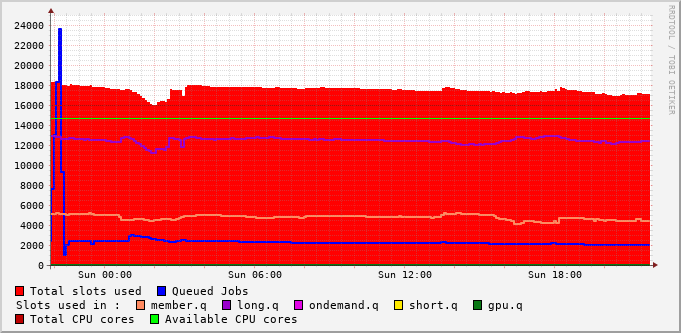 24000
22000
20000
18000
16000
14000
12000
10000
8000
6000
4000
2000
0
Sun 00:00 Sun 06:00 Sun 12:00 Sun 18:00
RRDTOOL / TOBI OETIKER
Total slots used Queued Jobs
Slots used in : member.q long.q ondemand.q short.q gpu.q
Total CPU cores Available CPU cores